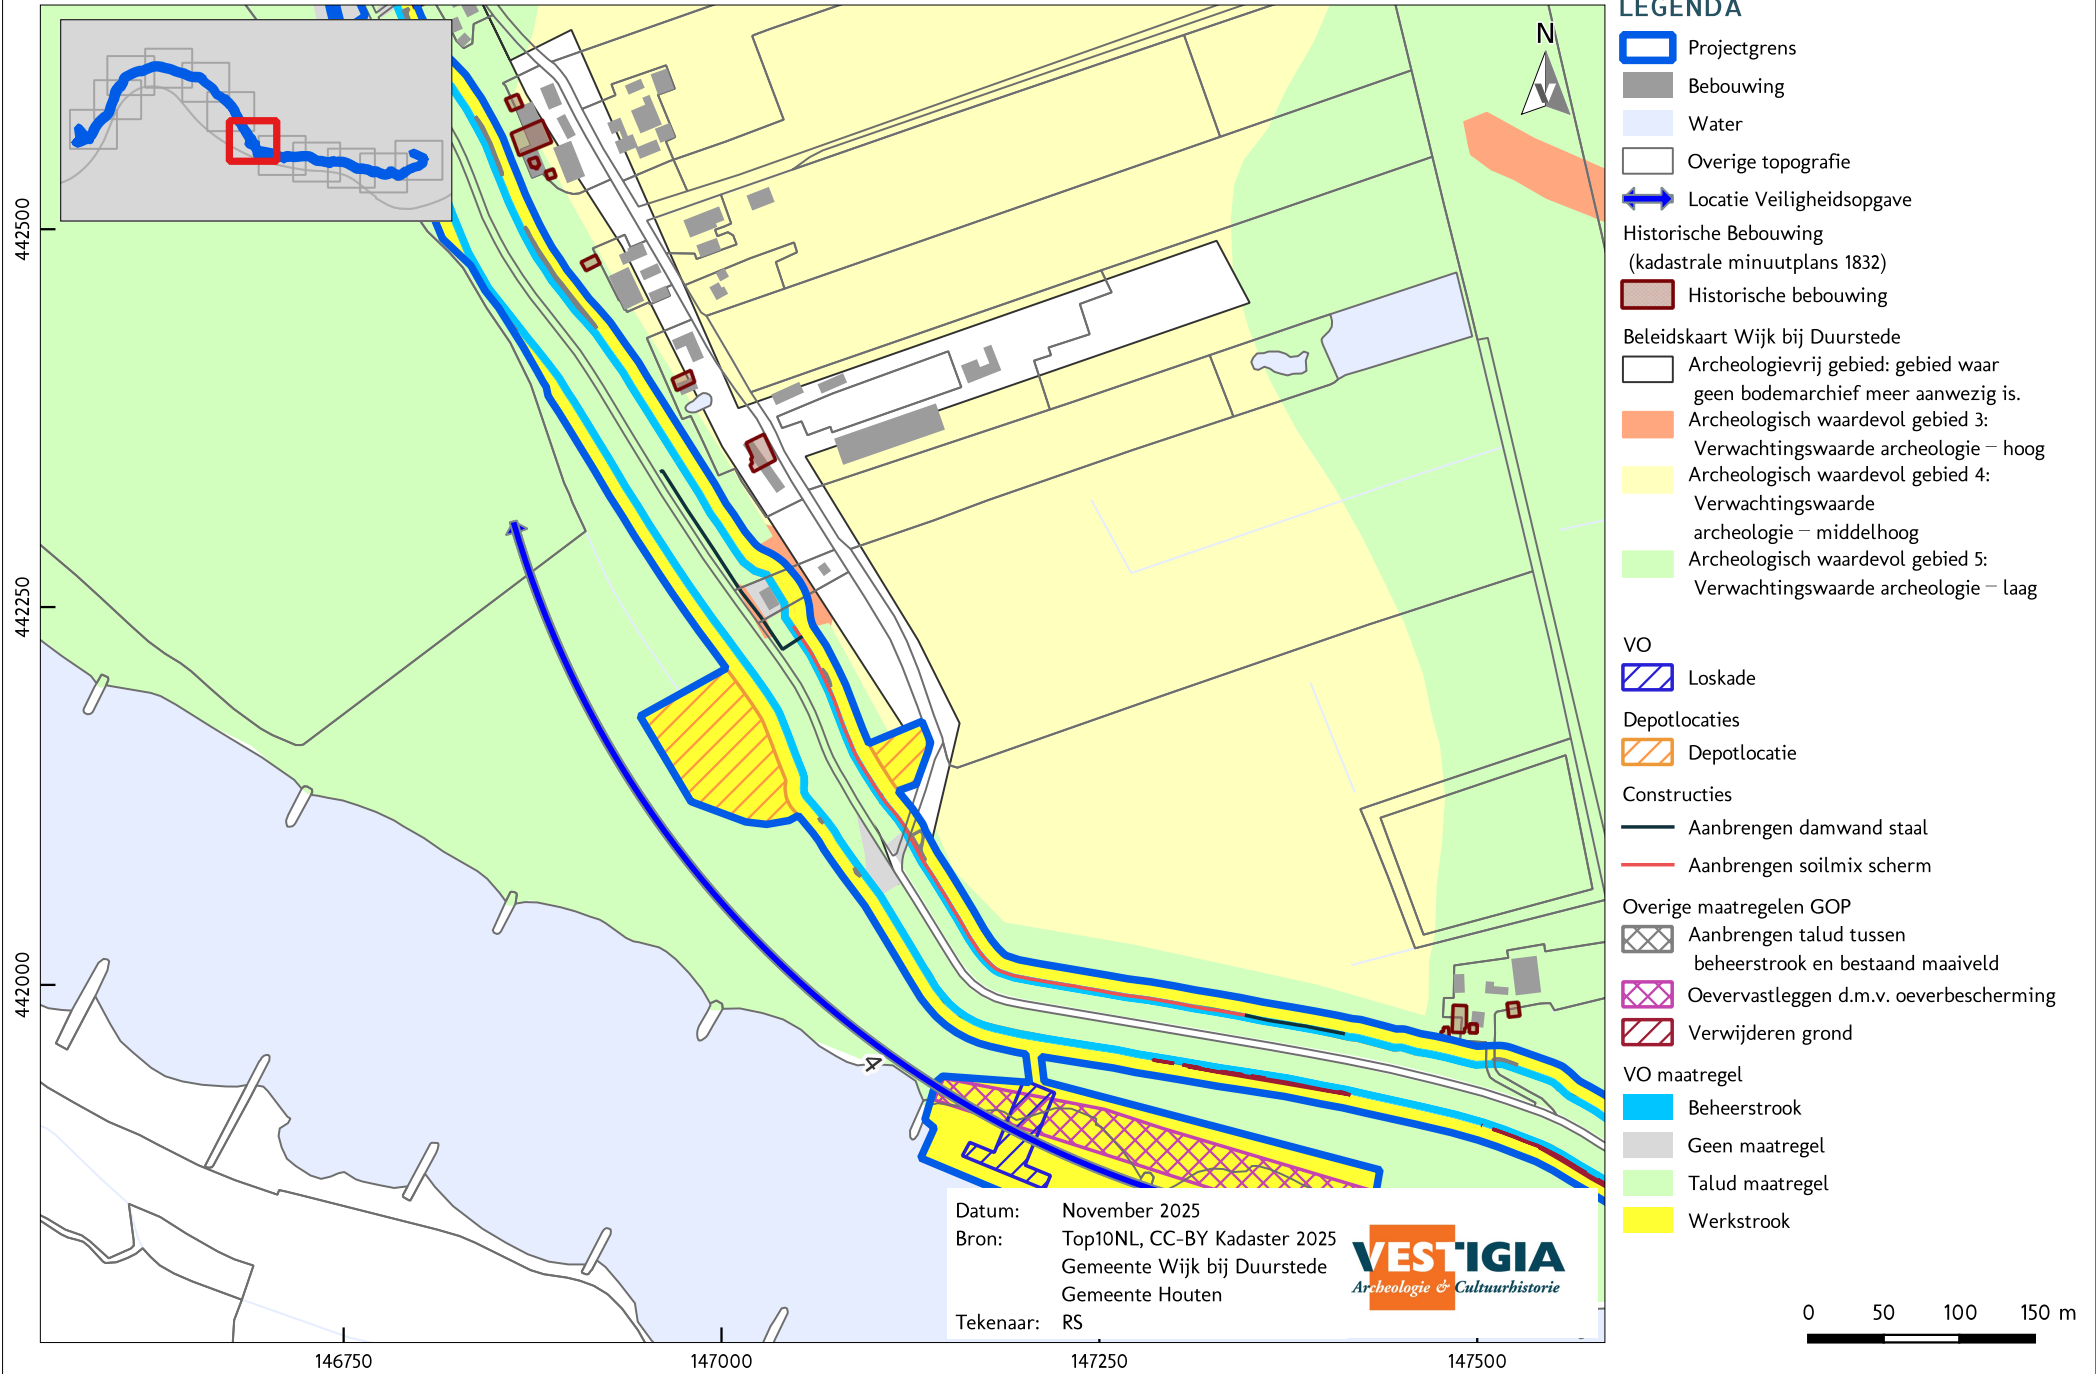 LEGENDA
Projectgrens
Bebouwing
Water
Overige topografie
Locatie Veiligheidsopgave
Historische Bebouwing
(kadastrale minuutplans 1832)
Historische bebouwing
Beleidskaart Wijk bij Duurstede
Archeologievrij gebied: gebied waar
geen bodemarchief meer aanwezig is.
Archeologisch waardevol gebied 3:
Verwachtingswaarde archeologie – hoog
Archeologisch waardevol gebied 4:
Verwachtingswaarde
archeologie – middelhoog
Archeologisch waardevol gebied 5:
Verwachtingswaarde archeologie – laag
VO
Loskade
Depotlocaties
Depotlocatie
Constructies
Aanbrengen damwand staal
Aanbrengen soilmix scherm
Overige maatregelen GOP
Aanbrengen talud tussen
beheerstrook en bestaand maaiveld
Oevervastleggen d.m.v. oeverbescherming
Verwijderen grond
VO maatregel
Beheerstrook
Geen maatregel
Talud maatregel
Werkstrook
0 50 100 150 m
N
442500
442250
442000
4
Datum: November 2025
Bron: Top10NL, CC-BY Kadaster 2025
Gemeente Wijk bij Duurstede
Gemeente Houten
Tekenaar: RS
VESTIGIA
Archeologie & Cultuurhistorie
146750 147000 147250 147500